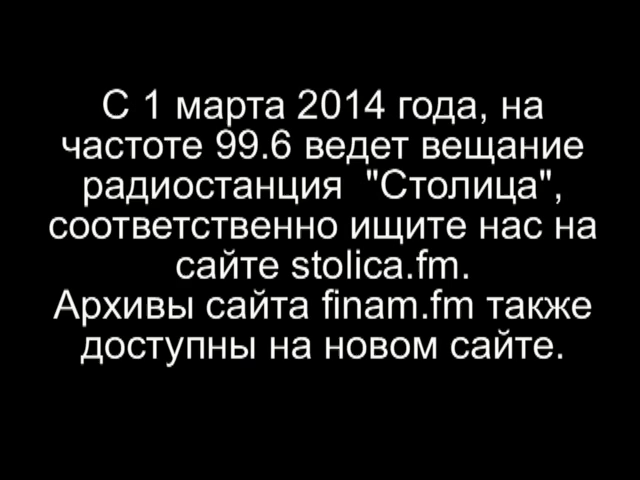 С 1 марта 2014 года, на
частоте 99.6 ведет вещание
радиостанция  "Столица",
соответственно ищите нас на
сайте stolica.fm.
Архивы сайта finam.fm также
доступны на новом сайте.